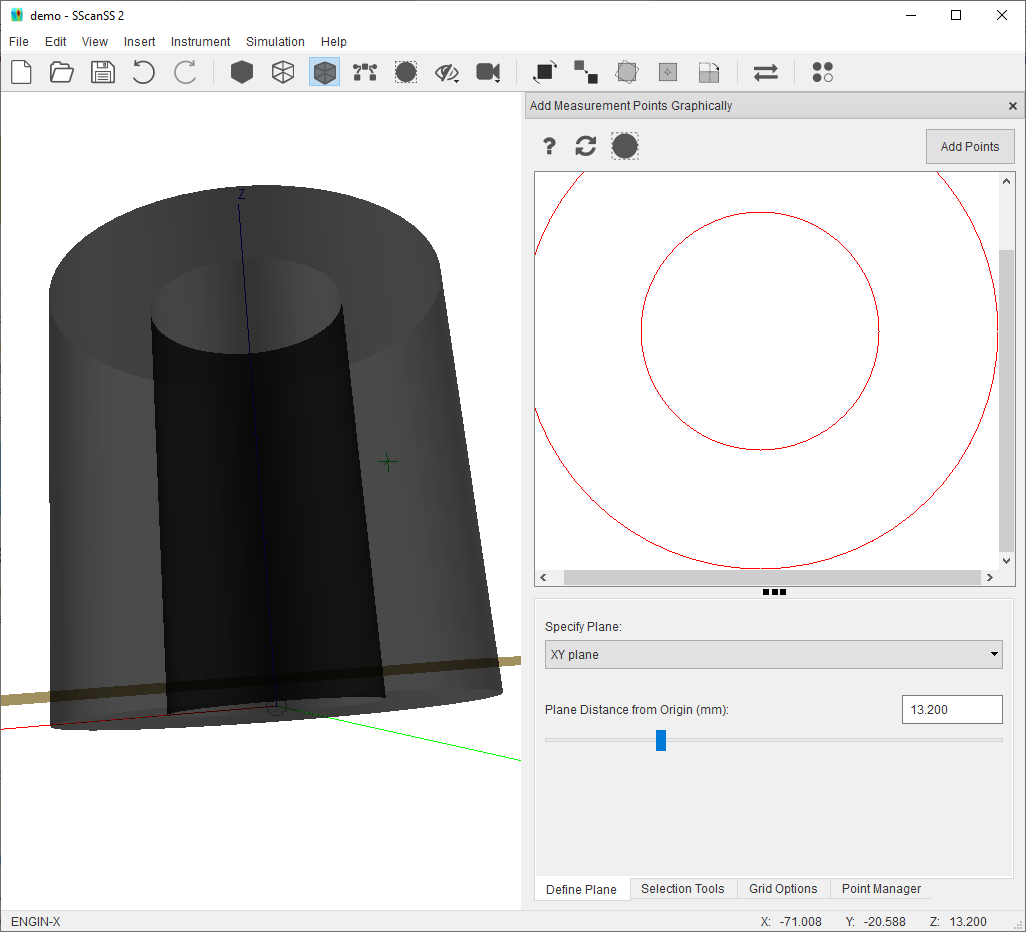 demo - SScanSS 2
File Edit View Insert Instrument Simulation Help
Add Measurement Points Graphically
?
Add Points
Z
Specify Plane:
XY plane
Plane Distance from Origin (mm):
13.200
Define Plane Selection Tools Grid Options Point Manager
ENGIN-X
X: -71.008 Y: -20.588 Z: 13.200